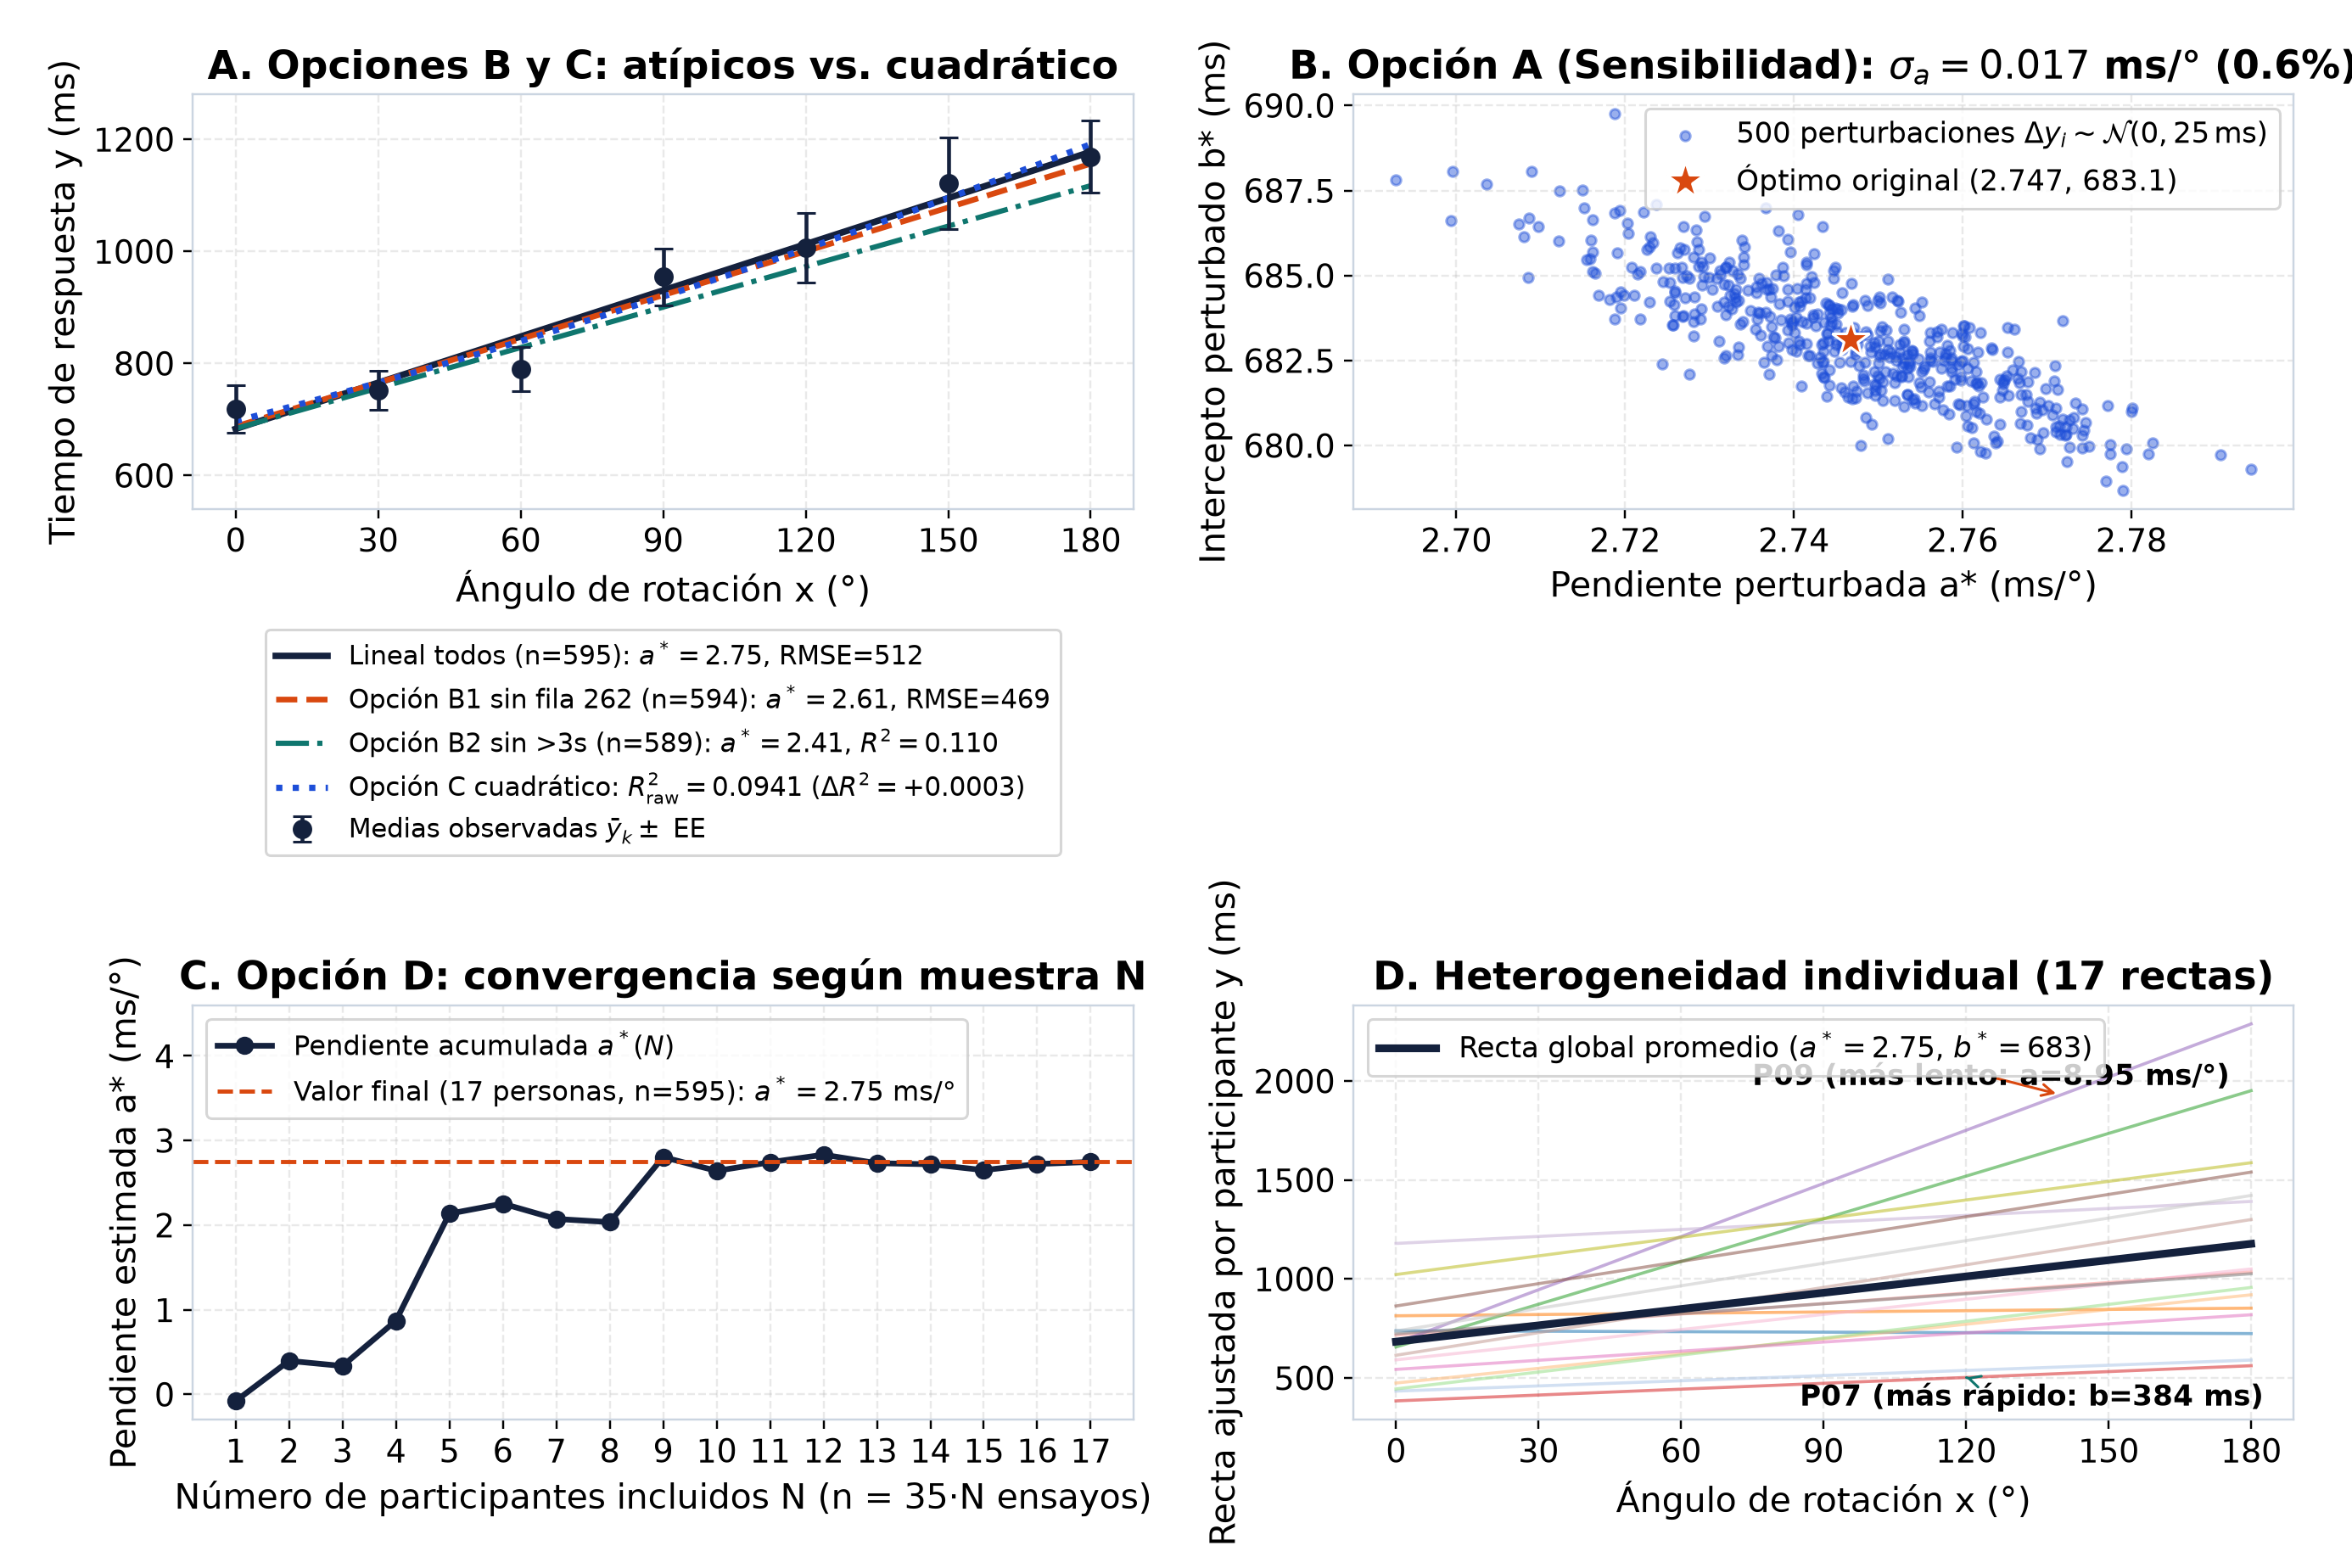 A. Opciones B y C: atípicos vs. cuadrático
Tiempo de respuesta y (ms)
1200
1000
800
600
0 30 60 90 120 150 180
Ángulo de rotación x (°)
Lineal todos (n=595): a* = 2.75, RMSE=512
Opción B1 sin fila 262 (n=594): a* = 2.61, RMSE=469
Opción B2 sin >3s (n=589): a* = 2.41, R² = 0.110
Opción C cuadrático: R²raw = 0.0941 (ΔR² = +0.0003)
Medias observadas ȳk ± EE
B. Opción A (Sensibilidad): σa = 0.017 ms/° (0.6%)
Intercepto perturbado b* (ms)
690.0
687.5
685.0
682.5
680.0
500 perturbaciones Δyi ~ 𝒩(0, 25 ms)
Óptimo original (2.747, 683.1)
2.70 2.72 2.74 2.76 2.78
Pendiente perturbada a* (ms/°)
C. Opción D: convergencia según muestra N
Pendiente estimada a* (ms/°)
4
3
2
1
0
Pendiente acumulada a*(N)
Valor final (17 personas, n=595): a* = 2.75 ms/°
1 2 3 4 5 6 7 8 9 10 11 12 13 14 15 16 17
Número de participantes incluidos N (n = 35·N ensayos)
D. Heterogeneidad individual (17 rectas)
Recta ajustada por participante y (ms)
2000
1500
1000
500
Recta global promedio (a* = 2.75, b* = 683)
P09 (más lento: a=8.95 ms/°)
P07 (más rápido: b=384 ms)
0 30 60 90 120 150 180
Ángulo de rotación x (°)